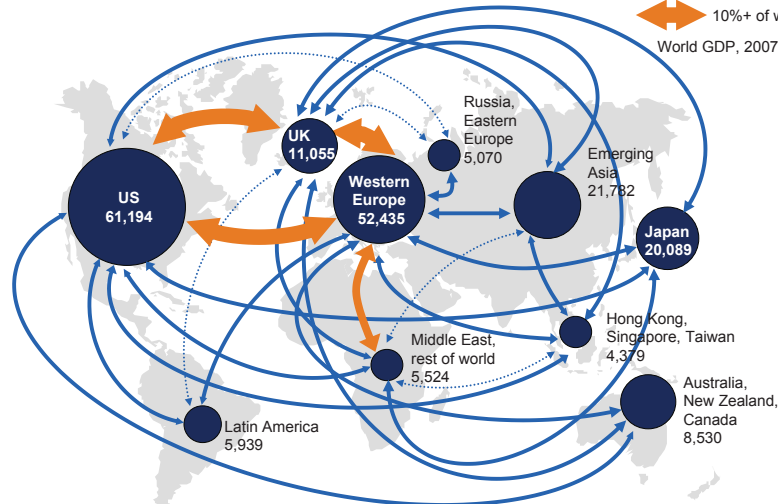 10%+ of w
World GDP, 2007
Russia,
Eastern
Europe
5,070
UK
11,055
Emerging
Asia
21,782
Western
Europe
52,435
US
61,194
Japan
20,089
Hong Kong,
Singapore, Taiwan
4,379
Middle East,
rest of world
5,524
Australia,
New Zealand,
Canada
8,530
Latin America
5,939